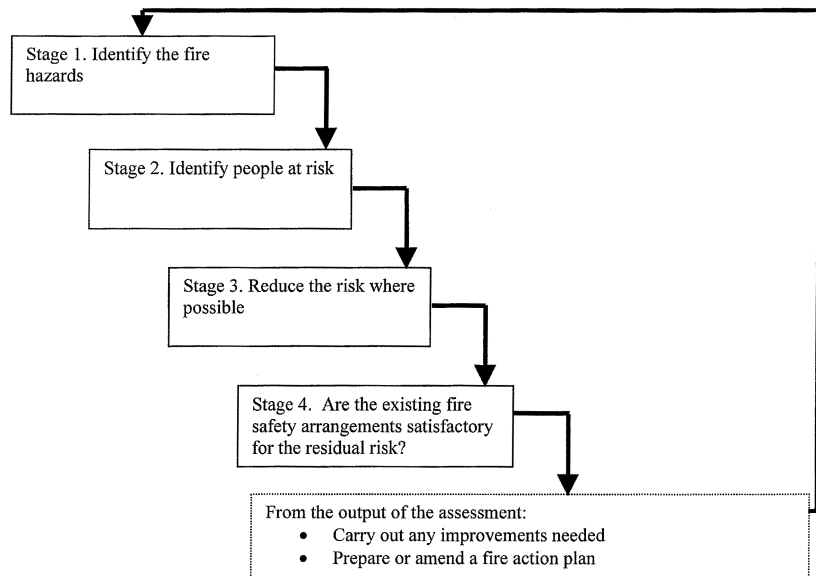 Stage 1. Identify the fire
hazards
Stage 2. Identify people at risk
Stage 3. Reduce the risk where
possible
Stage 4.  Are the existing fire
safety arrangements satisfactory
for the residual risk?
From the output of the assessment:
• Carry out any improvements needed
• Prepare or amend a fire action plan